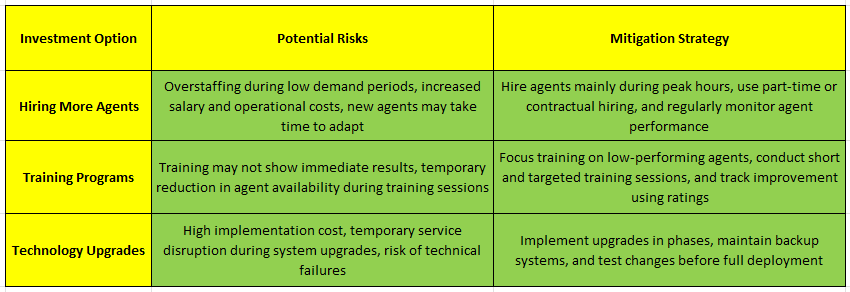 Investment Option
Potential Risks
Mitigation Strategy
Hiring More Agents
Overstaffing during low demand periods, increased
salary and operational costs, new agents may take
time to adapt
Hire agents mainly during peak hours, use part-time or
contractual hiring, and regularly monitor agent
performance
Training Programs
Training may not show immediate results, temporary
reduction in agent availability during training sessions
Focus training on low-performing agents, conduct short
and targeted training sessions, and track improvement
using ratings
Technology Upgrades
High implementation cost, temporary service
disruption during system upgrades, risk of technical
failures
Implement upgrades in phases, maintain backup
systems, and test changes before full deployment